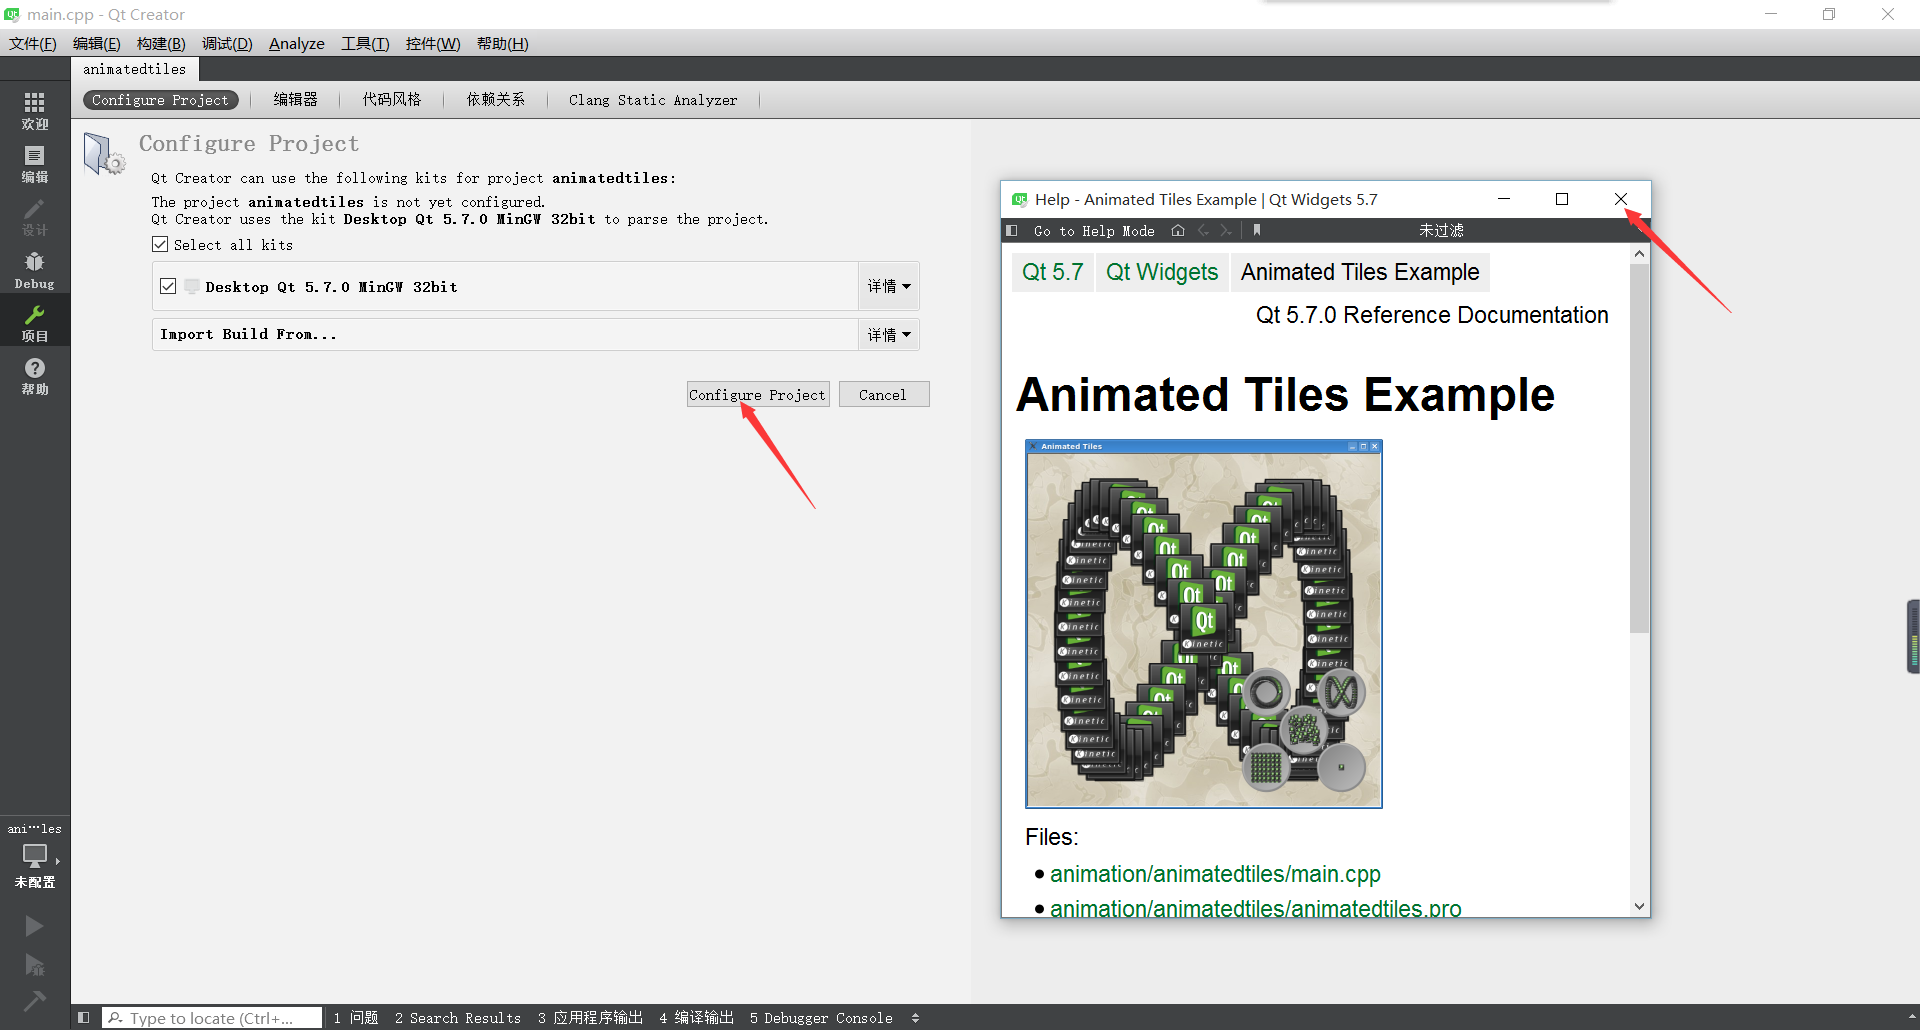 main.cpp - Qt Creator
文件(F) 编辑(E) 构建(B) 调试(D) Analyze 工具(T) 控件(W) 帮助(H)
animatedtiles
Configure Project 编辑器 代码风格 依赖关系 Clang Static Analyzer
欢迎
编辑
设计
Debug
项目
帮助
Configure Project
Qt Creator can use the following kits for project animatedtiles:
The project animatedtiles is not yet configured.
Qt Creator uses the kit Desktop Qt 5.7.0 MinGW 32bit to parse the project.
Select all kits
Desktop Qt 5.7.0 MinGW 32bit 详情
Import Build From... 详情
Configure Project Cancel
Help - Animated Tiles Example | Qt Widgets 5.7
Go to Help Mode 未过滤
Qt 5.7 Qt Widgets Animated Tiles Example
Qt 5.7.0 Reference Documentation
Animated Tiles Example
Animated Tiles
Qt
Kinetic
Files:
animation/animatedtiles/main.cpp
animation/animatedtiles/animatedtiles.pro
ani···les
未配置
Type to locate (Ctrl+... 1 问题 2 Search Results 3 应用程序输出 4 编译输出 5 Debugger Console